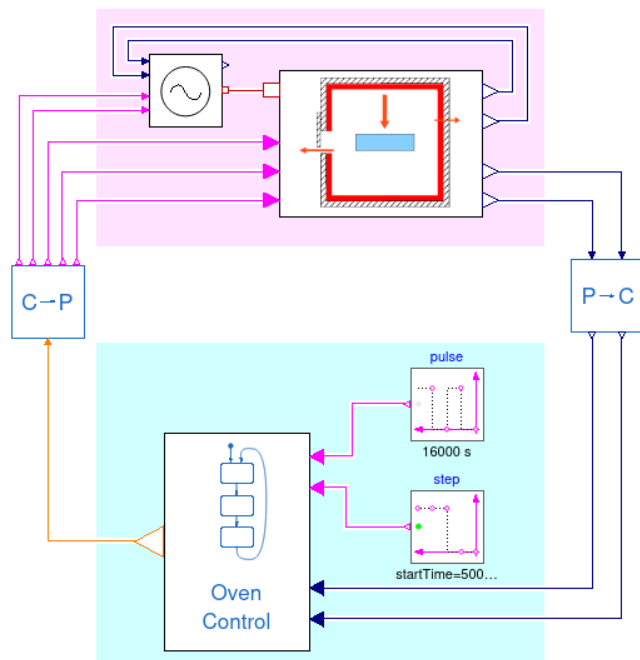 C→P
P→C
pulse
16000 s
step
startTime=500...
Oven
Control